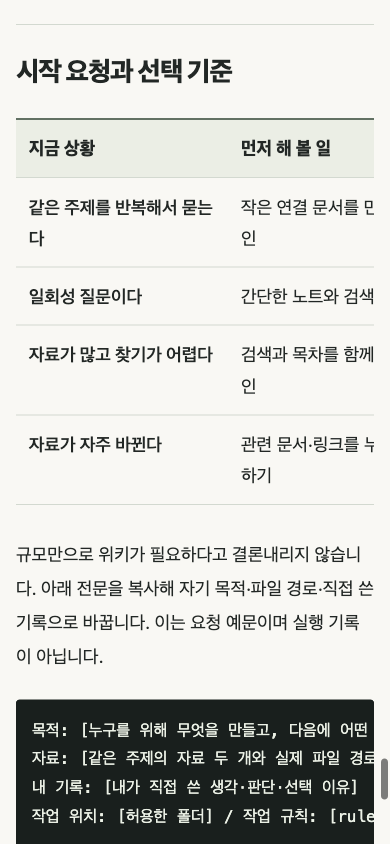 시작 요청과 선택 기준
지금 상황 먼저 해 볼 일
같은 주제를 반복해서 묻는 작은 연결 문서를
다 인
일회성 질문이다 간단한 노트와 검색
자료가 많고 찾기가 어렵다 검색과 목차를 함께
인
자료가 자주 바뀐다 관련 문서·링크를
하기
규모만으로 위키가 필요하다고 결론내리지 않습니
다. 아래 전문을 복사해 자기 목적·파일 경로·직접 쓴
기록으로 바꿉니다. 이는 요청 예문이며 실행 기록
이 아닙니다.
목적: [누구를 위해 무엇을 만들고, 다음에 어떤
자료: [같은 주제의 자료 두 개와 실제 파일 경로
내 기록: [내가 직접 쓴 생각·판단·선택 이유]
작업 위치: [허용한 폴더] / 작업 규칙: [rule